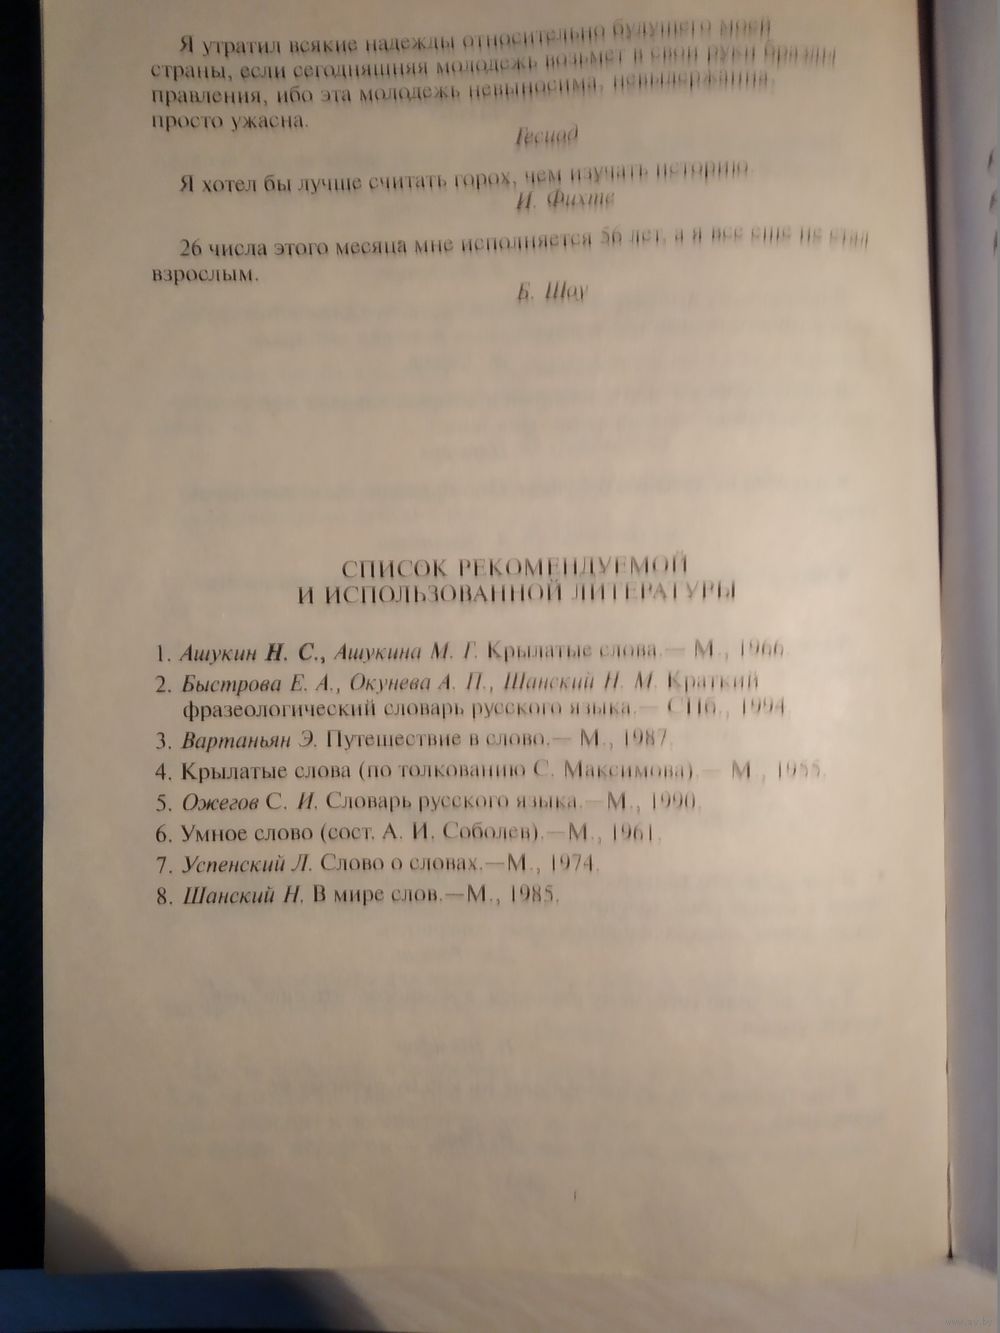 Я утратил всякие надежды относительно будущего моей
страны, если сегодняшняя молодежь возьмет в свои руки бразды
правления, ибо эта молодежь невыносима, невыдержанна,
просто ужасна.
Гесиод
Я хотел бы лучше считать горох, чем изучать историю.
И. Фихте
26 числа этого месяца мне исполняется 56 лет, а я все еще не стал
взрослым.
Б. Шоу
СПИСОК РЕКОМЕНДУЕМОЙ
И ИСПОЛЬЗОВАННОЙ ЛИТЕРАТУРЫ
1. Ашукин Н. С., Ашукина М. Г. Крылатые слова.— М., 1966.
2. Быстрова Е. А., Окунева А. П., Шанский Н. М. Краткий
фразеологический словарь русского языка.— СПб., 1994.
3. Вартаньян Э. Путешествие в слово.— М., 1987.
4. Крылатые слова (по толкованию С. Максимова).— М., 1955.
5. Ожегов С. И. Словарь русского языка.—М., 1990.
6. Умное слово (сост. А. И. Соболев).—М., 1961.
7. Успенский Л. Слово о словах.—М., 1974.
8. Шанский Н. В мире слов.—М., 1985.
www.av.by